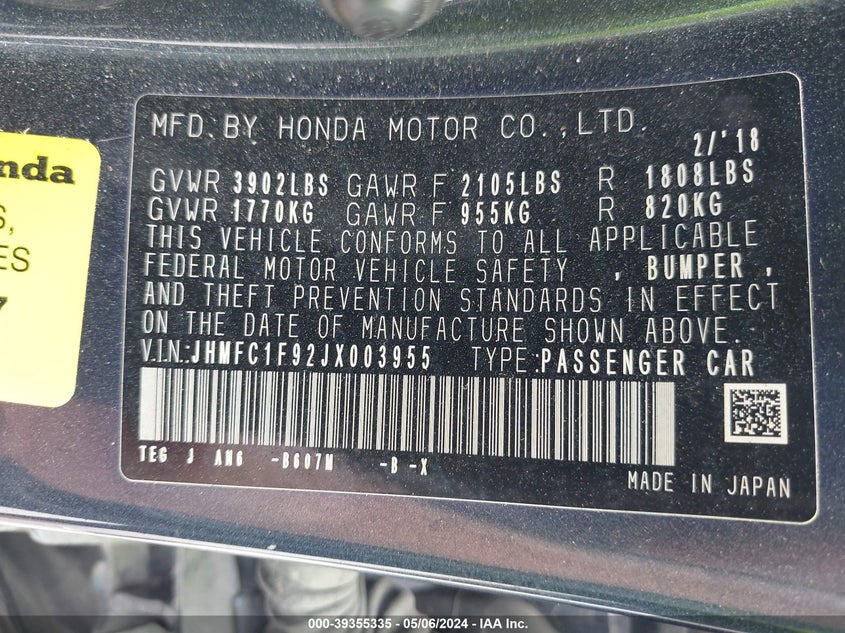 MFD. BY HONDA MOTOR CO., LTD.
2/'18
GVWR 3902LBS GAWR F 2105LBS R 1808LBS
GVWR 1770KG GAWR F 955KG R 820KG
THIS VEHICLE CONFORMS TO ALL APPLICABLE
FEDERAL MOTOR VEHICLE SAFETY , BUMPER ,
AND THEFT PREVENTION STANDARDS IN EFFECT
ON THE DATE OF MANUFACTURE SHOWN ABOVE.
V.I.N:JHMFC1F92JX003955 TYPE:PASSENGER CAR
TEG J AM6 -B607M -B -X
MADE IN JAPAN
nda
S,
ES
7
000-39355335 - 05/06/2024 - IAA Inc.